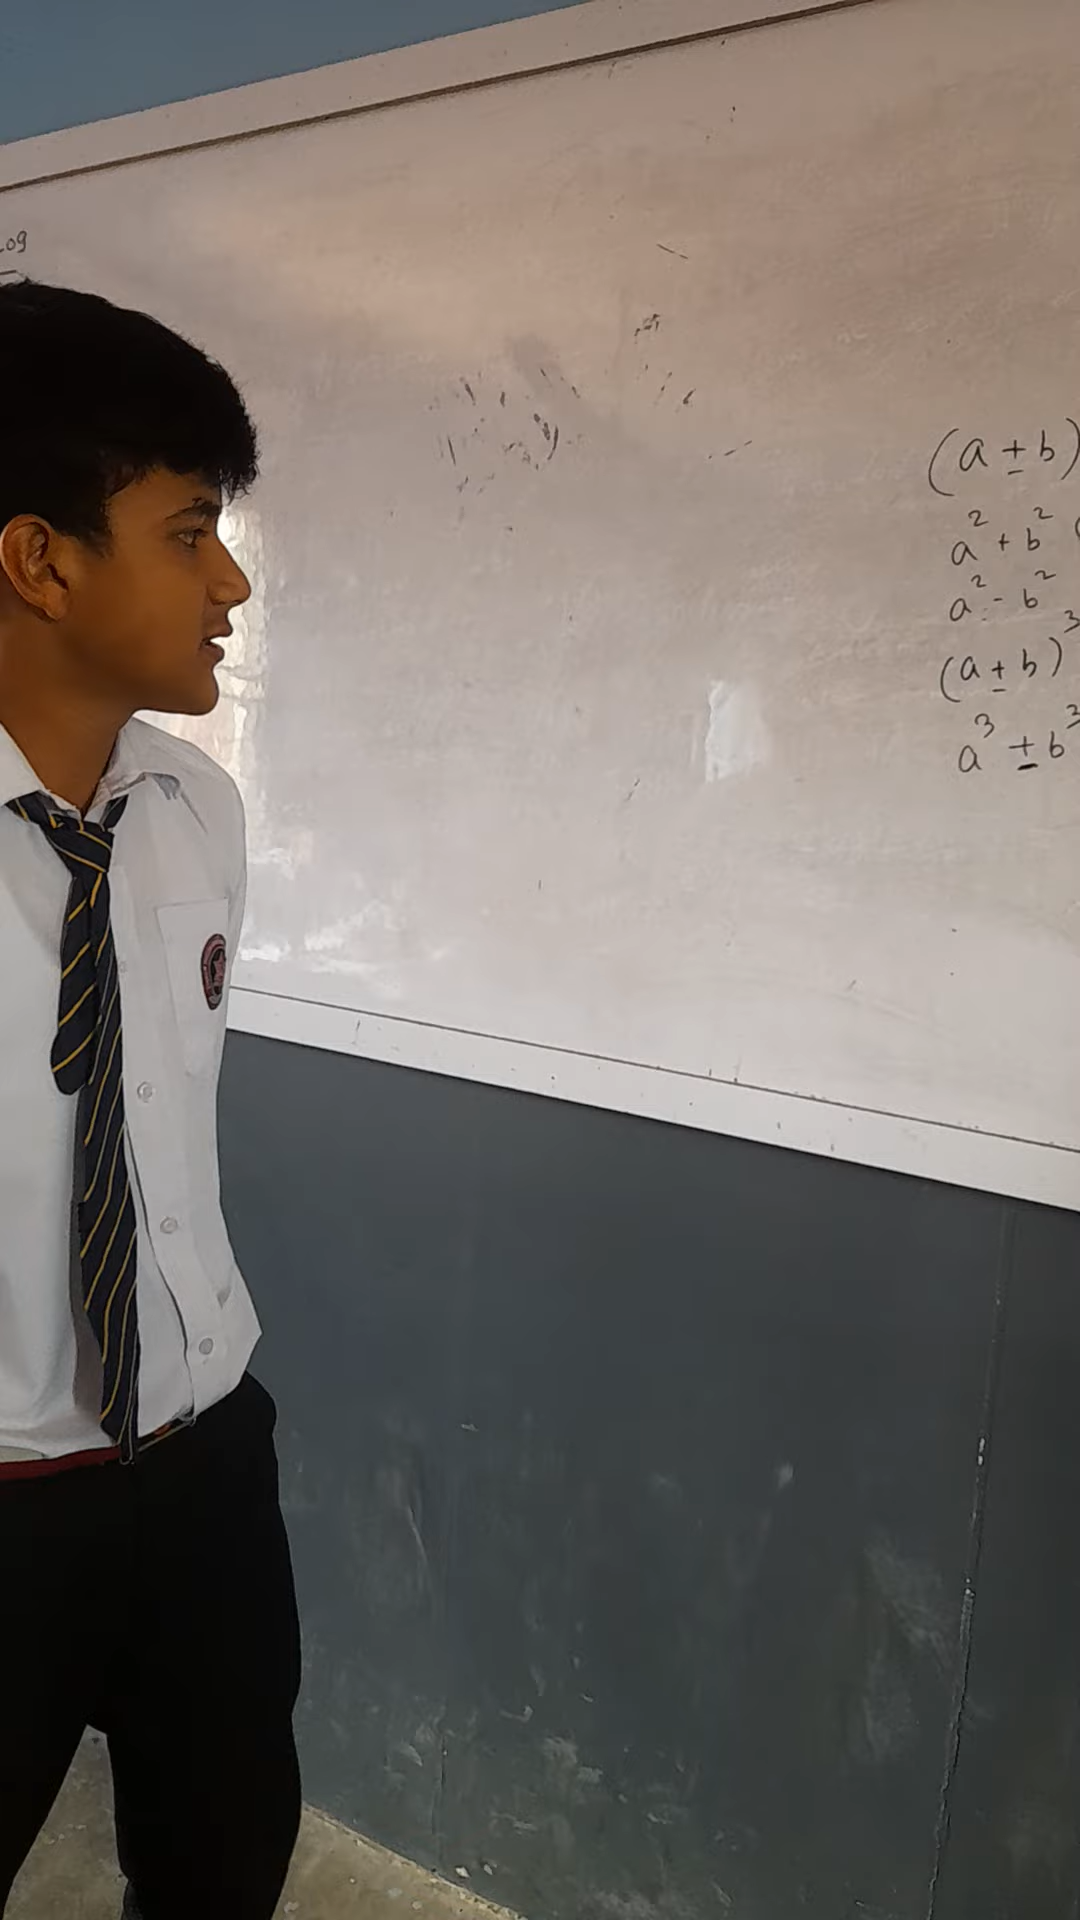 (a ± b)
a² + b²
a² - b²
(a ± b)³
a³ ± b³